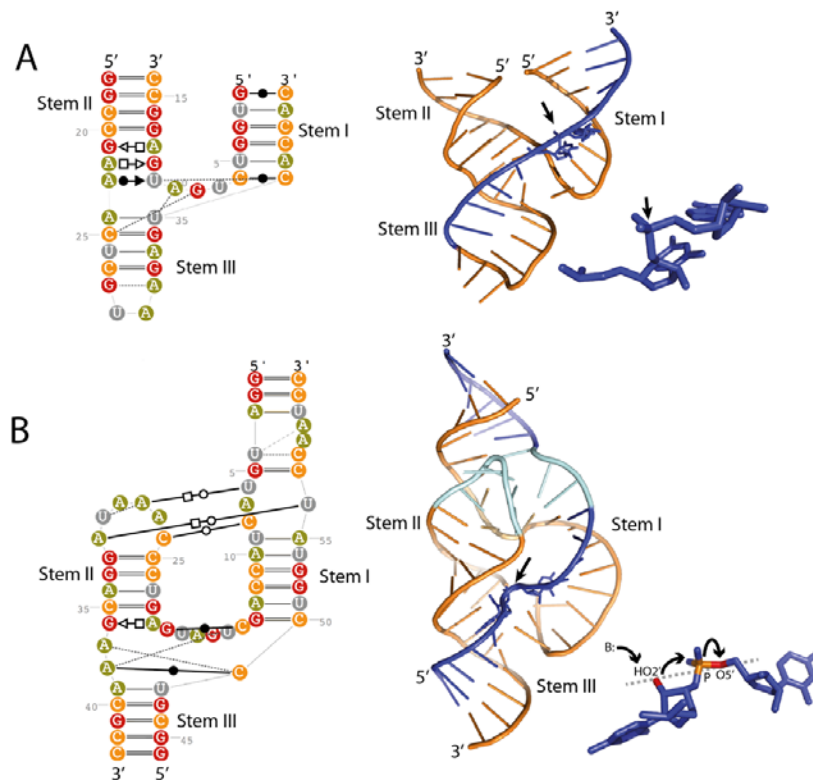 A
5' 3'
5' 3'
Stem II
G C
G C 15
C G
20 C G
G A
A G
A U A G U C C
G C
U A
G C
G C
5 U A
Stem I
A U
35
25 C G
U A
C G
G A
U A
Stem III
3'
3' 5'
Stem II
Stem I
Stem III
B
5' 3'
G C
G C
A U
A
A
U C
5 G C
U
A A A U
U A C
A C U A 55
Stem II
25
G C
G C
A U
35 C G
G A G U A G U C
10 A U
C G
C G
A U
G C 50
Stem I
A
A C
A U
40 C G
G C
C G 45
C G
Stem III
3' 5'
3'
5'
Stem II
Stem I
5'
Stem III
3'
B:
HO2' P O5'